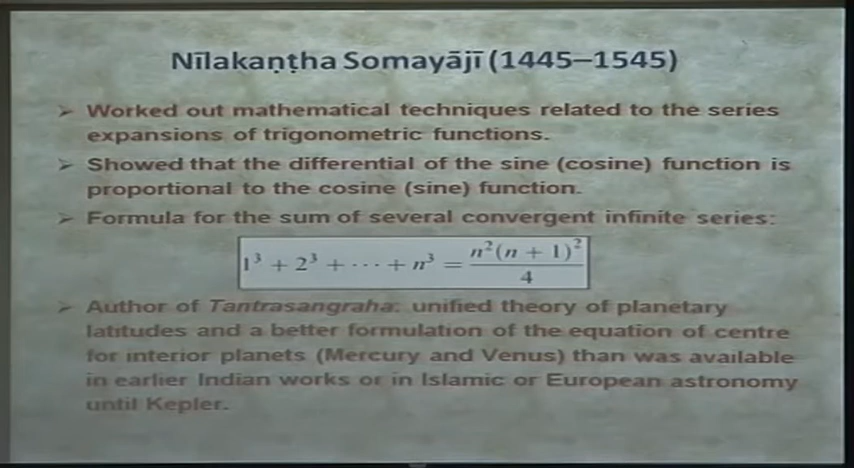 Nīlakaṇṭha Somayājī (1445–1545)
➢ Worked out mathematical techniques related to the series
expansions of trigonometric functions.
➢ Showed that the differential of the sine (cosine) function is
proportional to the cosine (sine) function.
➢ Formula for the sum of several convergent infinite series:
1³ + 2³ + ··· + n³ = n²(n + 1)²/4
➢ Author of Tantrasangraha: unified theory of planetary
latitudes and a better formulation of the equation of centre
for interior planets (Mercury and Venus) than was available
in earlier Indian works or in Islamic or European astronomy
until Kepler.